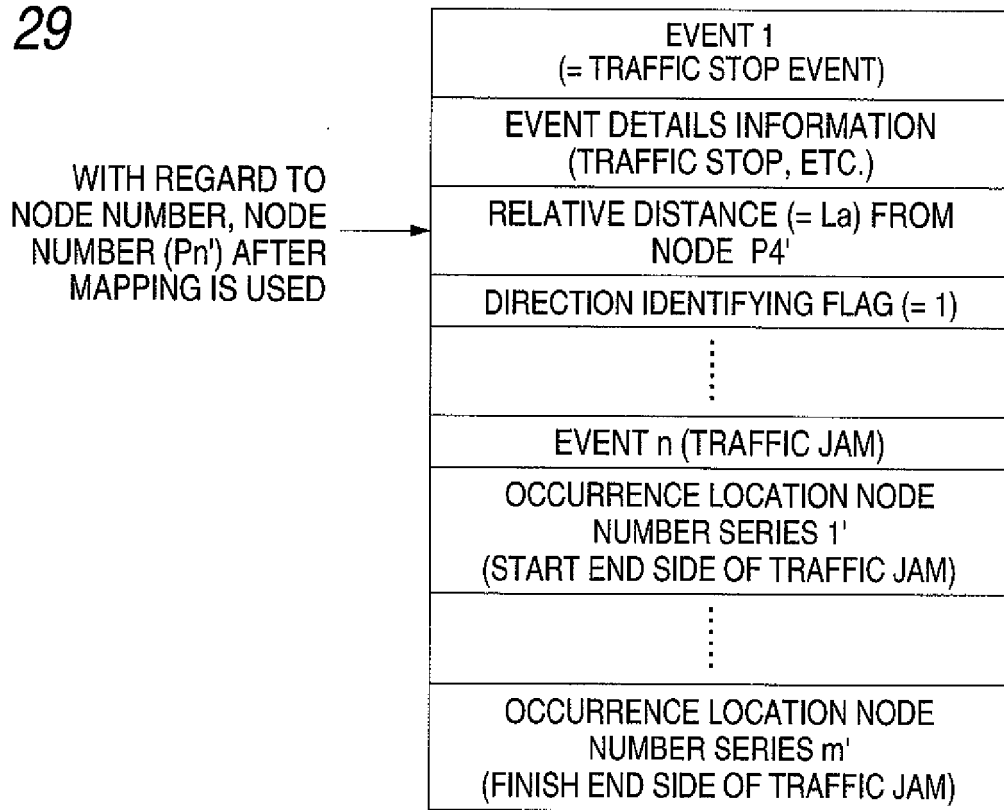 29
WITH REGARD TO
NODE NUMBER, NODE
NUMBER (Pn') AFTER
MAPPING IS USED
EVENT 1
(= TRAFFIC STOP EVENT)
EVENT DETAILS INFORMATION
(TRAFFIC STOP, ETC.)
RELATIVE DISTANCE (= La) FROM
NODE P4'
DIRECTION IDENTIFYING FLAG (= 1)
EVENT n (TRAFFIC JAM)
OCCURRENCE LOCATION NODE
NUMBER SERIES 1'
(START END SIDE OF TRAFFIC JAM)
OCCURRENCE LOCATION NODE
NUMBER SERIES m'
(FINISH END SIDE OF TRAFFIC JAM)